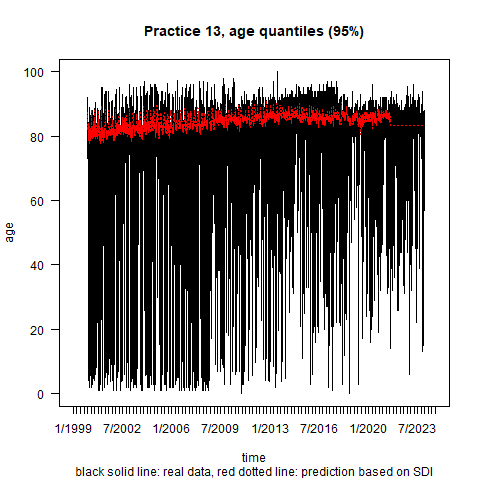 Practice 13, age quantiles (95%)
age
100
80
60
40
20
0
1/1999 7/2002 1/2006 7/2009 1/2013 7/2016 1/2020 7/2023
time
black solid line: real data, red dotted line: prediction based on SDI